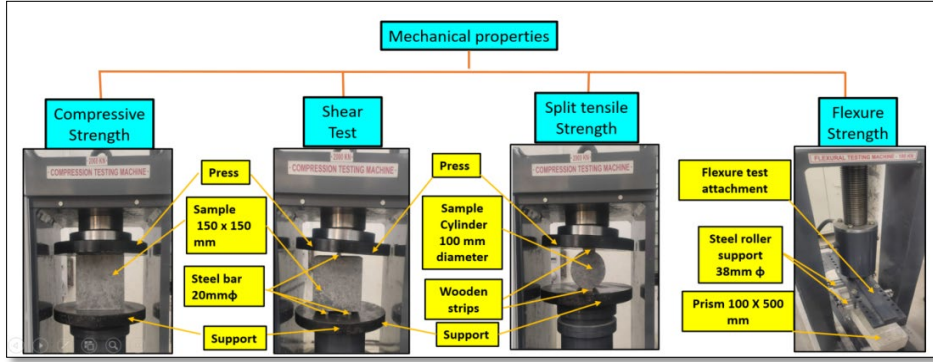 Mechanical properties
Compressive
Strength
Shear
Test
Split tensile
Strength
Flexure
Strength
COMPRESSION TESTING MACHINE
COMPRESSION TESTING MACHINE
COMPRESSION TESTING MACHINE
FLEXURAL TESTING MACHINE
Press
Sample
150 x 150
mm
Steel bar
20mmϕ
Support
Press
Sample
Cylinder
100 mm
diameter
Wooden
strips
Support
Flexure test
attachment
Steel roller
support
38mm ϕ
Prism 100 X 500
mm